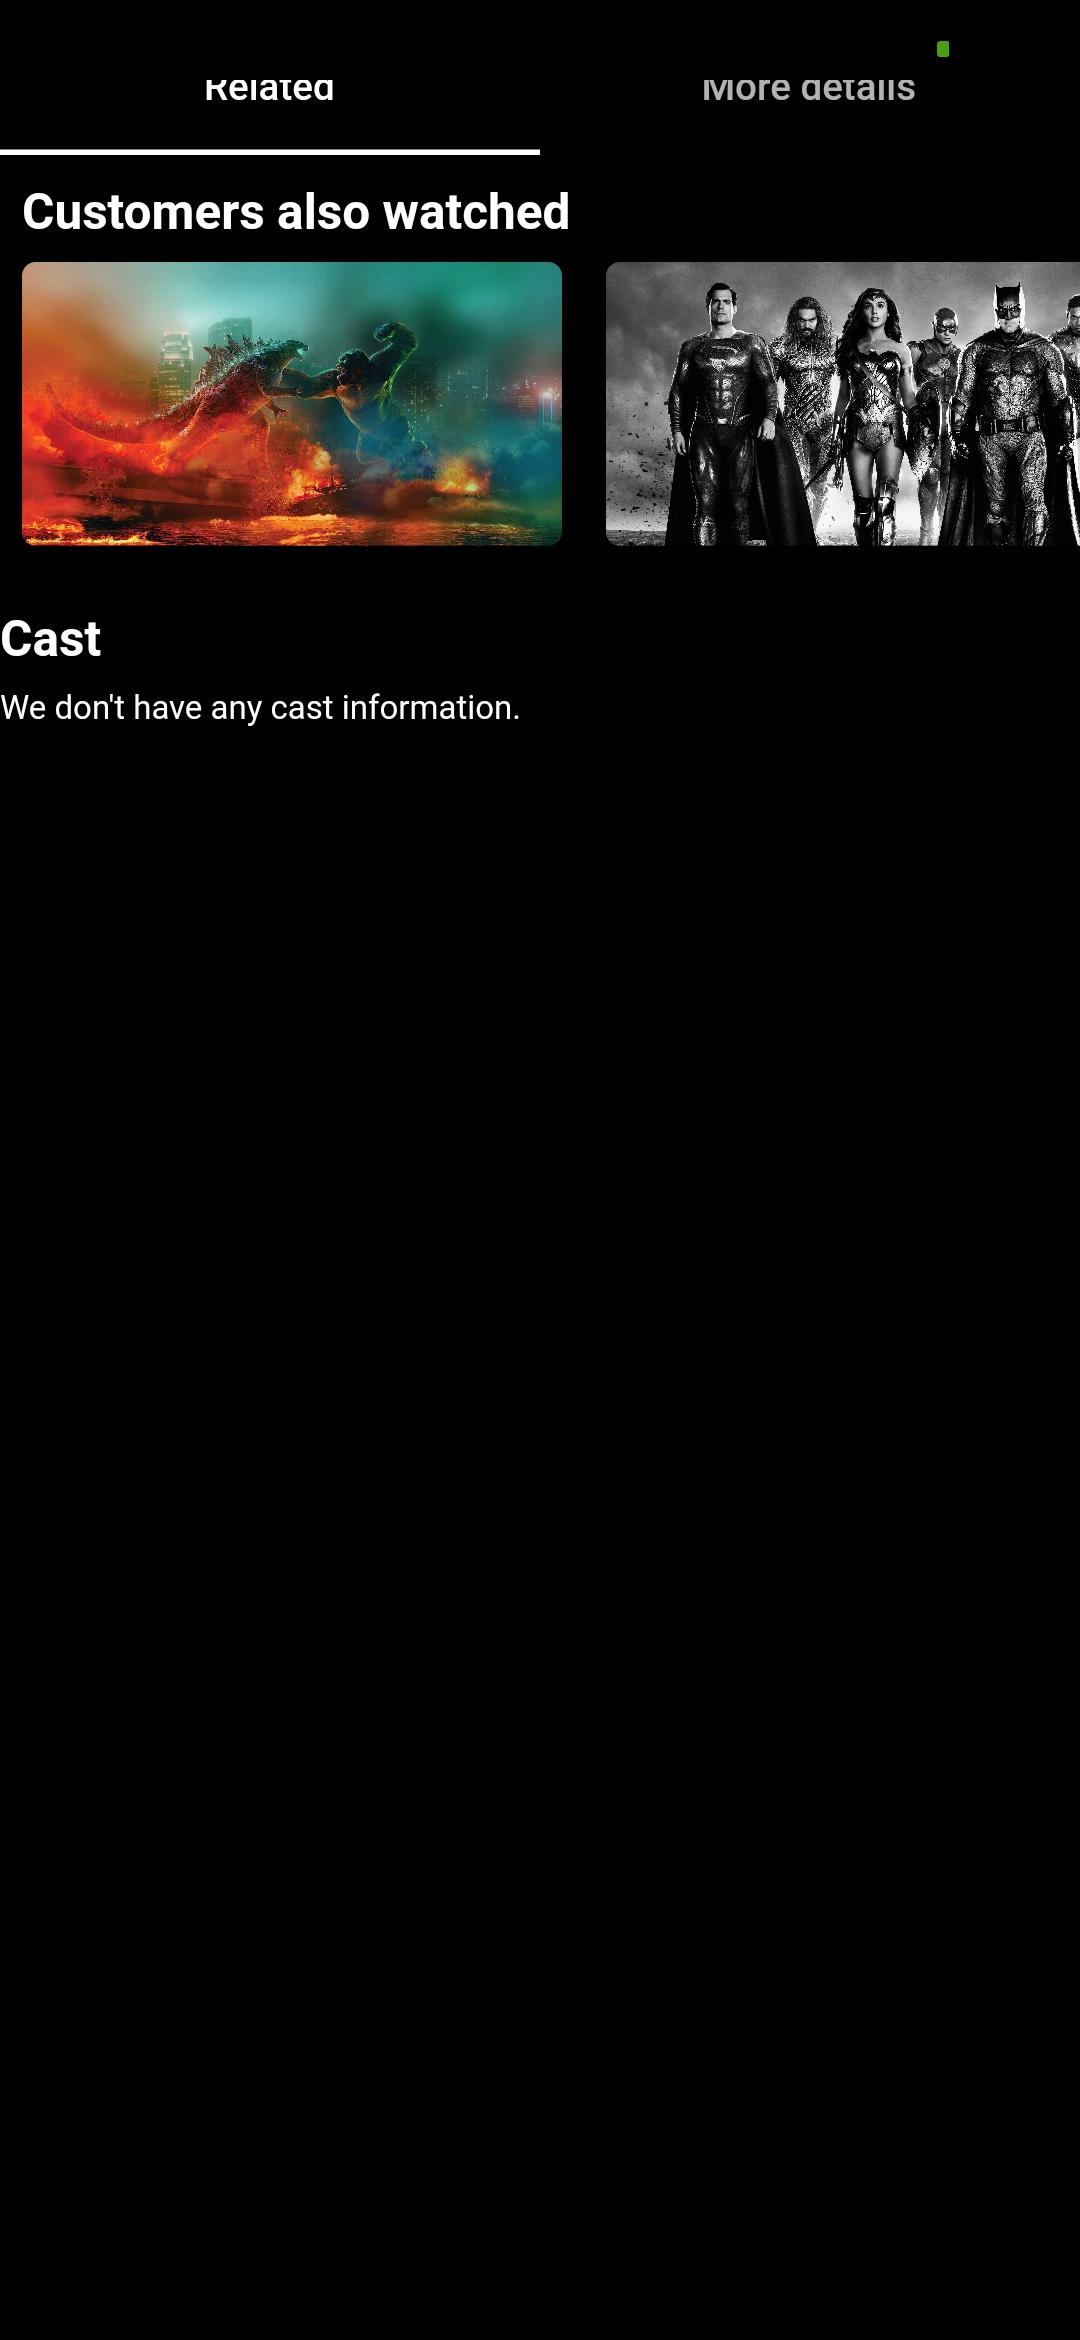 Related
More details
Customers also watched
Cast
We don't have any cast information.